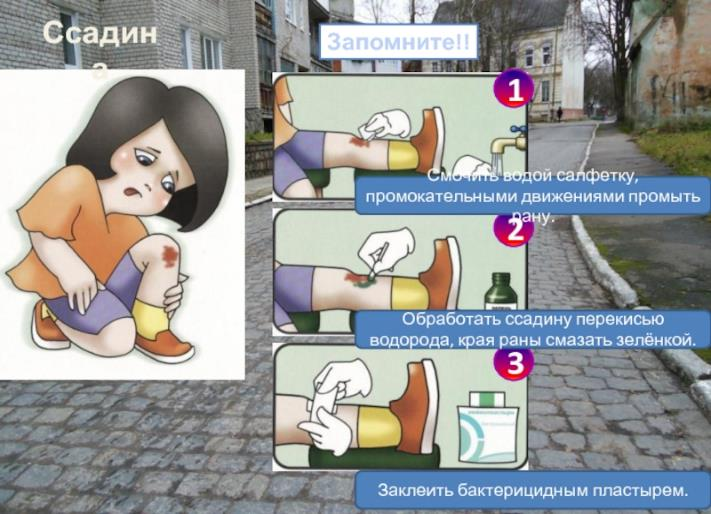 Ссадин
а
Запомните!!
1
Смочить водой салфетку,
промокательными движениями промыть
рану.
2
Обработать ссадину перекисью
водорода, края раны смазать зелёнкой.
3
Заклеить бактерицидным пластырем.